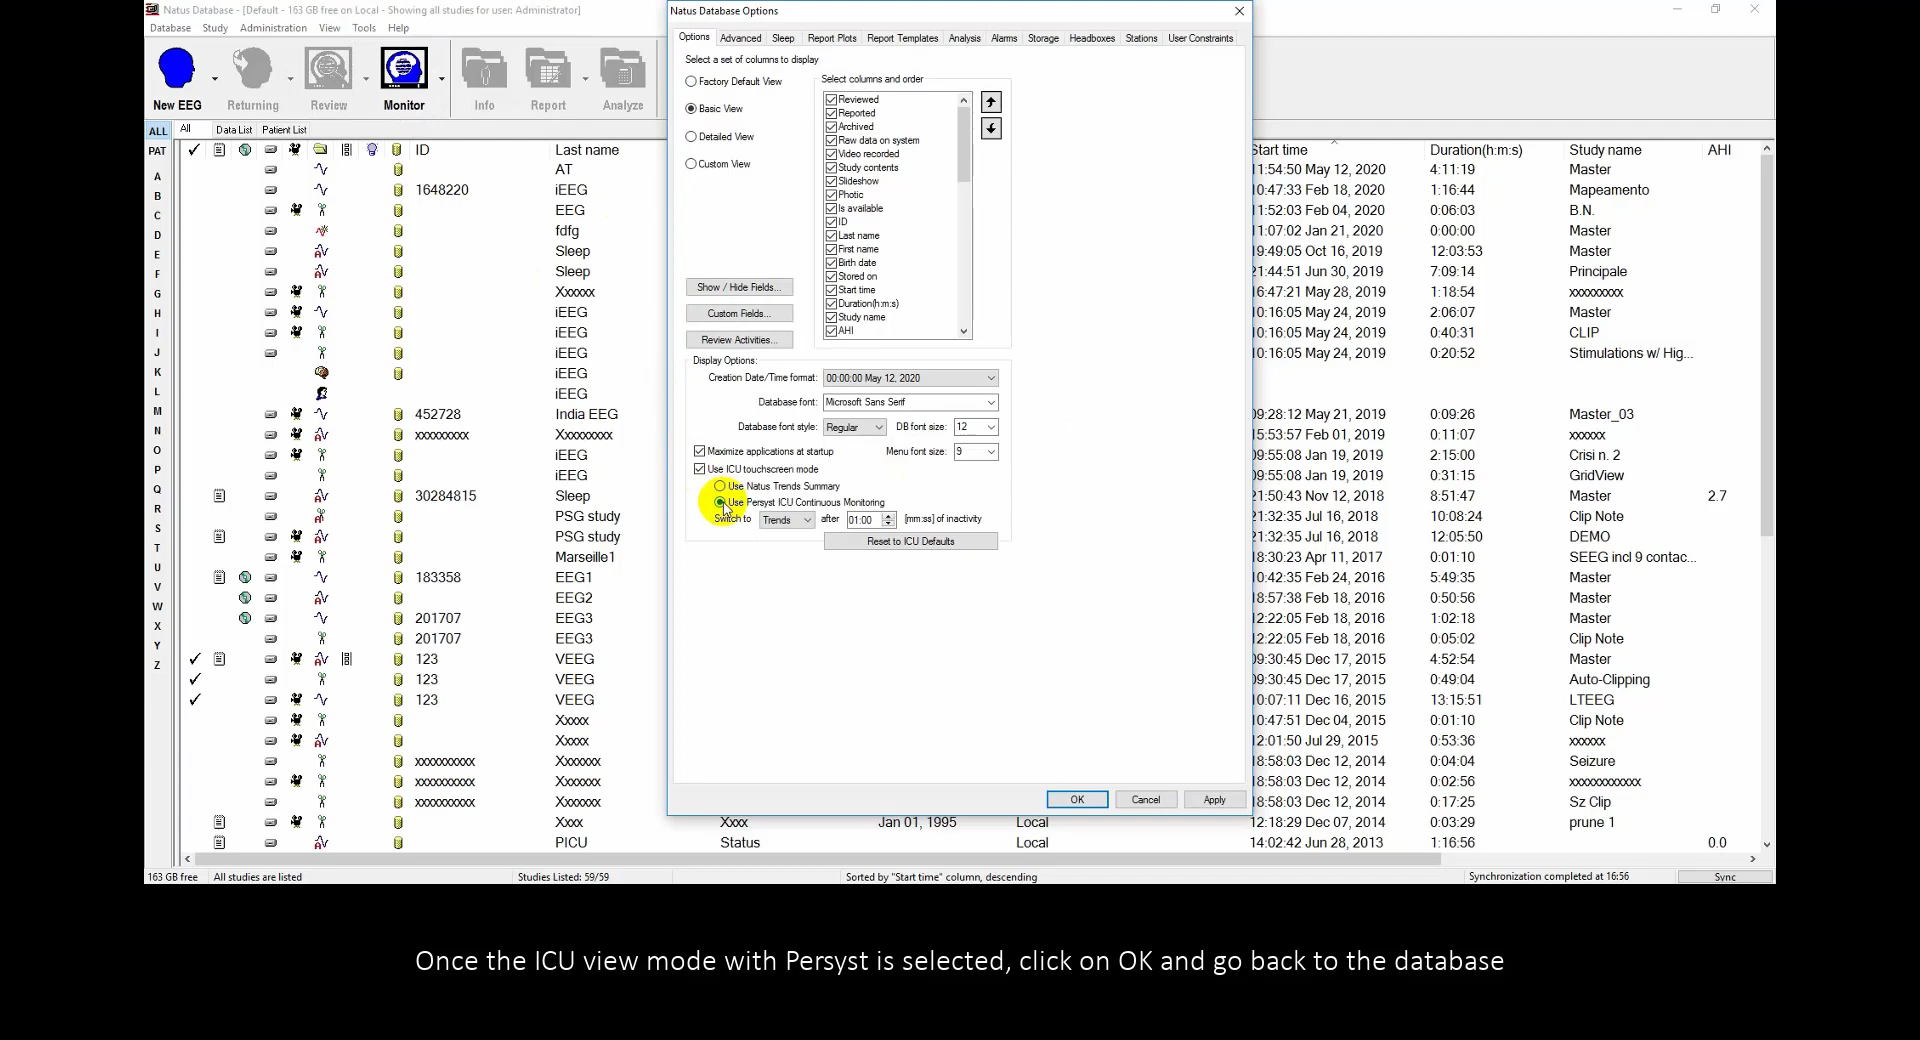 Natus Database - [Default - 163 GB free on Local - Showing all studies for user: Administrator]
Database Study Administration View Tools Help
New EEG Returning Review Monitor Info Report Analyze
ALL All Data List Patient List
PAT
A
B
C
D
E
F
G
H
I
J
K
L
M
N
O
P
Q
R
S
T
U
V
W
X
Y
Z
ID Last name
AT
1648220 iEEG
EEG
fdfg
Sleep
Sleep
Xxxxxx
iEEG
iEEG
iEEG
iEEG
iEEG
452728 India EEG
xxxxxxxxx Xxxxxxxxx
iEEG
iEEG
30284815 Sleep
PSG study
PSG study
Marseille1
183358 EEG1
EEG2
201707 EEG3
201707 EEG3
123 VEEG
123 VEEG
123 VEEG
Xxxxx
Xxxxx
xxxxxxxxxx Xxxxxxx
xxxxxxxxxx Xxxxxxx
xxxxxxxxxx Xxxxxxx
Xxxx Xxxx Jan 01, 1995 Local
PICU Status Local
Natus Database Options
Options Advanced Sleep Report Plots Report Templates Analysis Alarms Storage Headboxes Stations User Constraints
Select a set of columns to display
Factory Default View
Basic View
Detailed View
Custom View
Show / Hide Fields...
Custom Fields...
Review Activities...
Select columns and order
Reviewed
Reported
Archived
Raw data on system
Video recorded
Study contents
Slideshow
Photic
Is available
ID
Last name
First name
Birth date
Stored on
Start time
Duration(h:m:s)
Study name
AHI
Display Options:
Creation Date/Time format: 00:00:00 May 12, 2020
Database font: Microsoft Sans Serif
Database font style: Regular DB font size: 12
Maximize applications at startup Menu font size: 9
Use ICU touchscreen mode
Use Natus Trends Summary
Use Persyst ICU Continuous Monitoring
Switch to Trends after 01:00 [mm:ss] of inactivity
Reset to ICU Defaults
OK Cancel Apply
Start time Duration(h:m:s) Study name AHI
11:54:50 May 12, 2020 4:11:19 Master
10:47:33 Feb 18, 2020 1:16:44 Mapeamento
11:52:03 Feb 04, 2020 0:06:03 B.N.
11:07:02 Jan 21, 2020 0:00:00 Master
19:49:05 Oct 16, 2019 12:03:53 Master
21:44:51 Jun 30, 2019 7:09:14 Principale
16:47:21 May 28, 2019 1:18:54 xxxxxxxxx
10:16:05 May 24, 2019 2:06:07 Master
10:16:05 May 24, 2019 0:40:31 CLIP
10:16:05 May 24, 2019 0:20:52 Stimulations w/ Hig...
09:28:12 May 21, 2019 0:09:26 Master_03
15:53:57 Feb 01, 2019 0:11:07 xxxxxx
09:55:08 Jan 19, 2019 2:15:00 Crisi n. 2
09:55:08 Jan 19, 2019 0:31:15 GridView
21:50:43 Nov 12, 2018 8:51:47 Master 2.7
21:32:35 Jul 16, 2018 10:08:24 Clip Note
21:32:35 Jul 16, 2018 12:05:50 DEMO
18:30:23 Apr 11, 2017 0:01:10 SEEG incl 9 contac...
10:42:35 Feb 24, 2016 5:49:35 Master
18:57:38 Feb 18, 2016 0:50:56 Master
12:22:05 Feb 18, 2016 1:02:18 Master
12:22:05 Feb 18, 2016 0:05:02 Clip Note
09:30:45 Dec 17, 2015 4:52:54 Master
09:30:45 Dec 17, 2015 0:49:04 Auto-Clipping
10:07:11 Dec 16, 2015 13:15:51 LTEEG
10:47:51 Dec 04, 2015 0:01:10 Clip Note
12:01:50 Jul 29, 2015 0:53:36 xxxxxx
18:58:03 Dec 12, 2014 0:04:04 Seizure
18:58:03 Dec 12, 2014 0:02:56 xxxxxxxxxxxx
18:58:03 Dec 12, 2014 0:17:25 Sz Clip
12:18:29 Dec 07, 2014 0:03:29 prune 1
14:02:42 Jun 28, 2013 1:16:56 0.0
163 GB free All studies are listed Studies Listed: 59/59 Sorted by "Start time" column, descending Synchronization completed at 16:56 Sync
Once the ICU view mode with Persyst is selected, click on OK and go back to the database